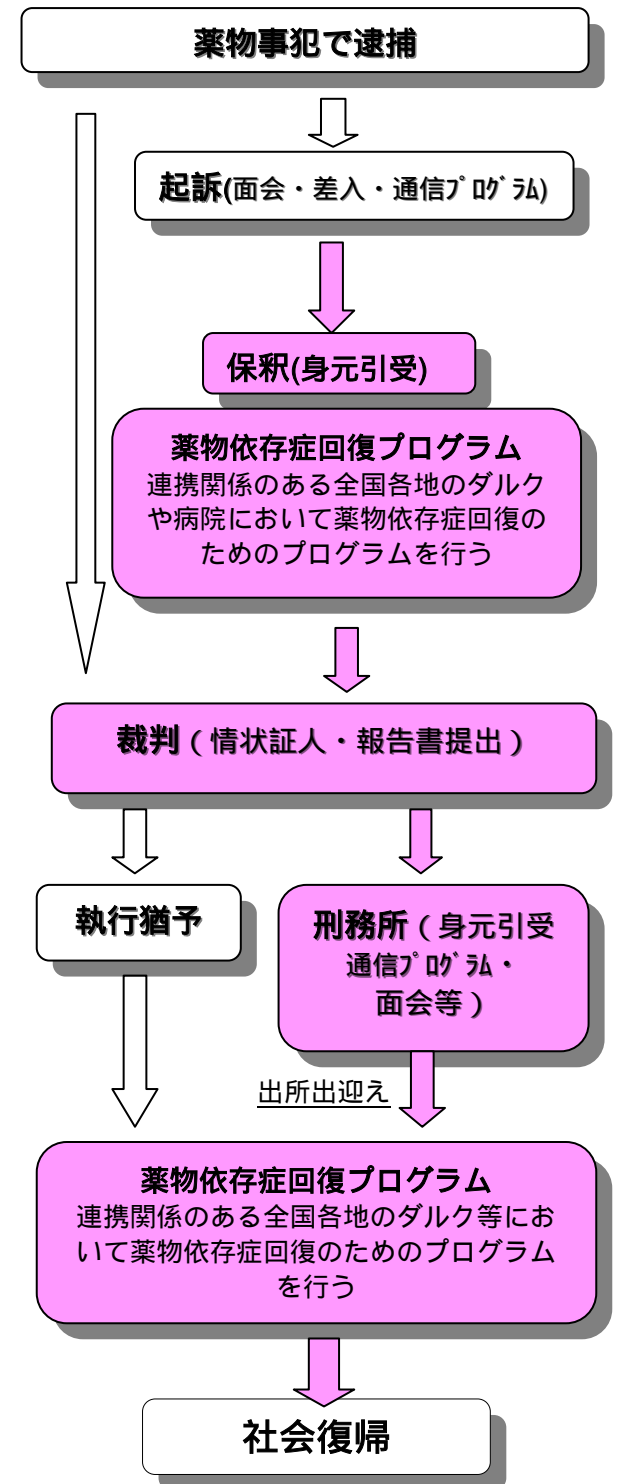 薬物事犯で逮捕
起訴(面会・差入・通信ﾌﾟﾛｸﾞﾗﾑ)
保釈(身元引受)
薬物依存症回復プログラム
連携関係のある全国各地のダルク
や病院において薬物依存症回復の
ためのプログラムを行う
裁判（情状証人・報告書提出）
執行猶予
刑務所（身元引受
通信ﾌﾟﾛｸﾞﾗﾑ・
面会等）
出所出迎え
薬物依存症回復プログラム
連携関係のある全国各地のダルク等にお
いて薬物依存症回復のためのプログラム
を行う
社会復帰